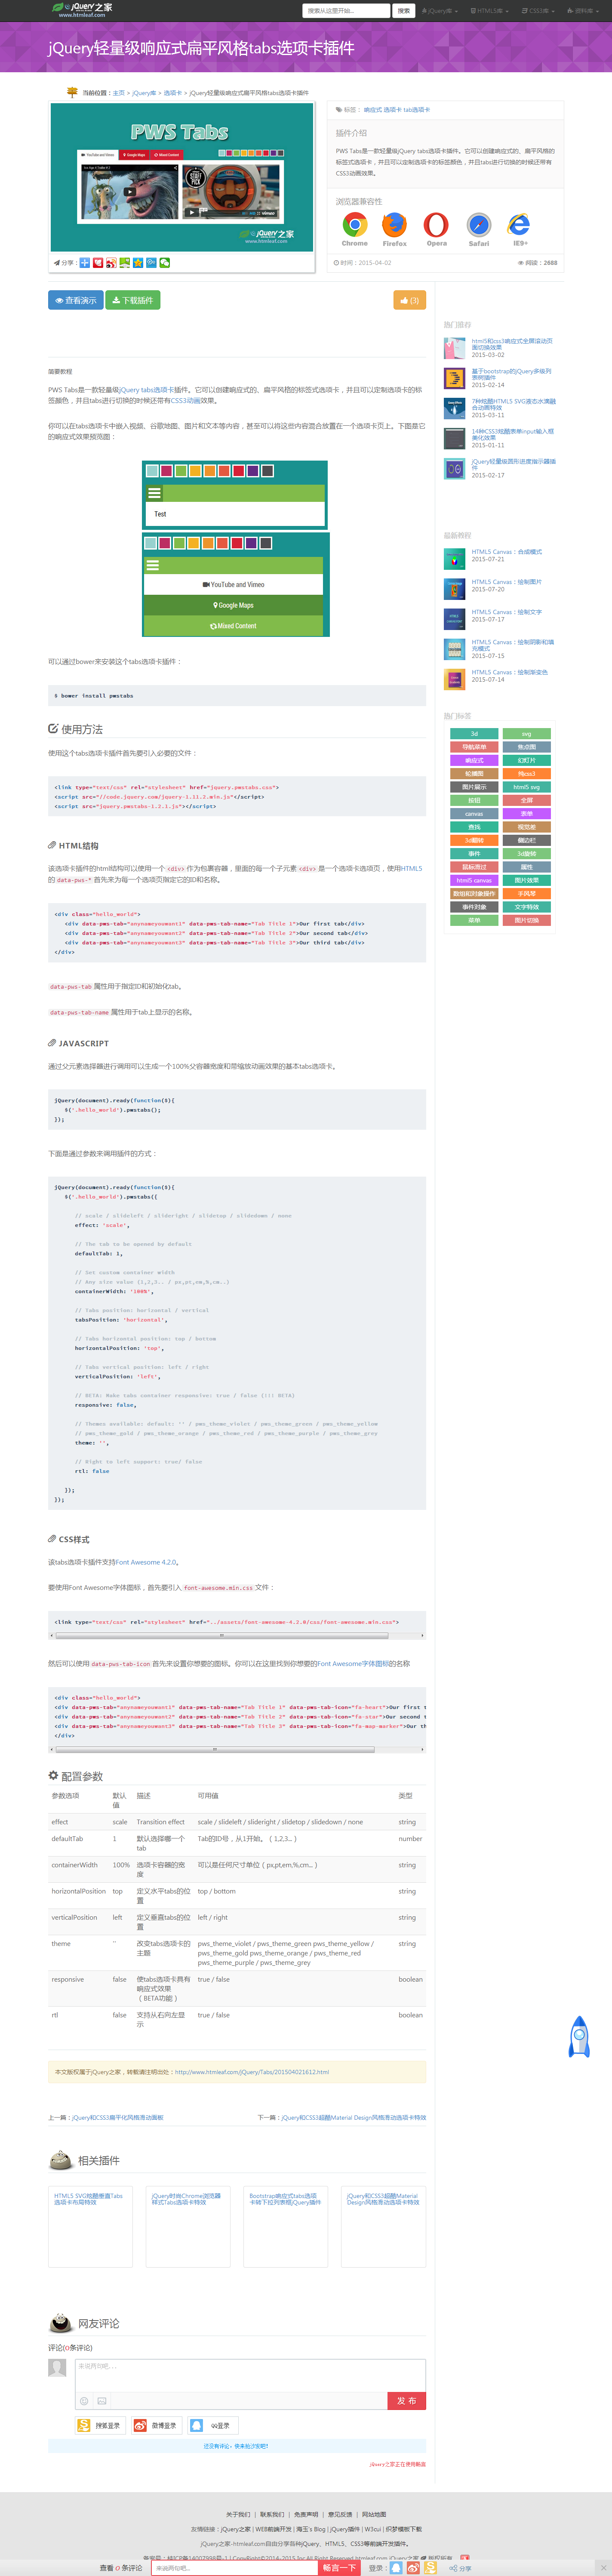 jQuery之家
www.htmleaf.com
搜索从这里开始...
搜索
jQuery库
HTML5库
CSS3库
资料库
jQuery轻量级响应式扁平风格tabs选项卡插件
当前位置：主页 > jQuery库 > 选项卡 > jQuery轻量级响应式扁平风格tabs选项卡插件
PWS Tabs
YouTube and Vimeo
Google Maps
Mixed Content
jQuery之家
www.htmleaf.com
分享：
标签： 响应式 选项卡 tab选项卡
插件介绍
PWS Tabs是一款轻量级jQuery tabs选项卡插件。它可以创建响应式的、扁平风格的标签式选项卡，并且可以定制选项卡的标签颜色，并且tabs进行切换的时候还带有CSS3动画效果。
浏览器兼容性
Chrome
Firefox
Opera
Safari
IE9+
时间：2015-04-02
阅读：2688
查看演示
下载插件
(3)
简要教程
PWS Tabs是一款轻量级jQuery tabs选项卡插件。它可以创建响应式的、扁平风格的标签式选项卡，并且可以定制选项卡的标签颜色，并且tabs进行切换的时候还带有CSS3动画效果。
你可以在tabs选项卡中嵌入视频、谷歌地图、图片和文本等内容，甚至可以将这些内容混合放置在一个选项卡页上。下面是它的响应式效果预览图：
Test
YouTube and Vimeo
Google Maps
Mixed Content
可以通过bower来安装这个tabs选项卡插件：
$ bower install pwstabs
使用方法
使用这个tabs选项卡插件首先要引入必要的文件：
<link type="text/css" rel="stylesheet" href="jquery.pwstabs.css">
<script src="//code.jquery.com/jquery-1.11.2.min.js"></script>
<script src="jquery.pwstabs-1.2.1.js"></script>
HTML结构
该选项卡插件的html结构可以使用一个<div>作为包裹容器，里面的每一个子元素<div>是一个选项卡选项页，使用HTML5的 data-pws-* 首先来为每一个选项页指定它的ID和名称。
<div class="hello_world">
<div data-pws-tab="anynameyouwant1" data-pws-tab-name="Tab Title 1">Our first tab</div>
<div data-pws-tab="anynameyouwant2" data-pws-tab-name="Tab Title 2">Our second tab</div>
<div data-pws-tab="anynameyouwant3" data-pws-tab-name="Tab Title 3">Our third tab</div>
</div>
data-pws-tab 属性用于指定ID和初始化tab。
data-pws-tab-name 属性用于tab上显示的名称。
JAVASCRIPT
通过父元素选择器进行调用可以生成一个100%父容器宽度和带缩放动画效果的基本tabs选项卡。
jQuery(document).ready(function($){
$('.hello_world').pwstabs();
});
下面是通过参数来调用插件的方式：
jQuery(document).ready(function($){
$('.hello_world').pwstabs({
// scale / slideleft / slideright / slidetop / slidedown / none
effect: 'scale',
// The tab to be opened by default
defaultTab: 1,
// Set custom container width
// Any size value (1,2,3.. / px,pt,em,%,cm..)
containerWidth: '100%',
// Tabs position: horizontal / vertical
tabsPosition: 'horizontal',
// Tabs horizontal position: top / bottom
horizontalPosition: 'top',
// Tabs vertical position: left / right
verticalPosition: 'left',
// BETA: Make tabs container responsive: true / false (!!! BETA)
responsive: false,
// Themes available: default: '' / pws_theme_violet / pws_theme_green / pws_theme_yellow
// pws_theme_gold / pws_theme_orange / pws_theme_red / pws_theme_purple / pws_theme_grey
theme: '',
// Right to left support: true/ false
rtl: false
});
});
CSS样式
该tabs选项卡插件支持Font Awesome 4.2.0。
要使用Font Awesome字体图标，首先要引入 font-awesome.min.css 文件：
<link type="text/css" rel="stylesheet" href="../assets/font-awesome-4.2.0/css/font-awesome.min.css">
然后可以使用 data-pws-tab-icon 首先来设置你想要的图标。你可以在这里找到你想要的Font Awesome字体图标的名称
<div class="hello_world">
<div data-pws-tab="anynameyouwant1" data-pws-tab-name="Tab Title 1" data-pws-tab-icon="fa-heart">Our first t
<div data-pws-tab="anynameyouwant2" data-pws-tab-name="Tab Title 2" data-pws-tab-icon="fa-star">Our second t
<div data-pws-tab="anynameyouwant3" data-pws-tab-name="Tab Title 3" data-pws-tab-icon="fa-map-marker">Our th
</div>
配置参数
参数选项 默认值 描述 可用值 类型
effect scale Transition effect scale / slideleft / slideright / slidetop / slidedown / none string
defaultTab 1 默认选择哪一个tab Tab的ID号，从1开始。（1,2,3...） number
containerWidth 100% 选项卡容器的宽度 可以是任何尺寸单位（px,pt,em,%,cm...） string
horizontalPosition top 定义水平tabs的位置 top / bottom string
verticalPosition left 定义垂直tabs的位置 left / right string
theme '' 改变tabs选项卡的主题 pws_theme_violet / pws_theme_green pws_theme_yellow / pws_theme_gold pws_theme_orange / pws_theme_red pws_theme_purple / pws_theme_grey string
responsive false 使tabs选项卡具有响应式效果（BETA功能） true / false boolean
rtl false 支持从右向左显示 true / false boolean
本文版权属于jQuery之家，转载请注明出处：http://www.htmleaf.com/jQuery/Tabs/201504021612.html
上一篇：jQuery和CSS3扁平化风格滑动面板
下一篇：jQuery和CSS3超酷Material Design风格滑动选项卡特效
相关插件
HTML5 SVG炫酷垂直Tabs选项卡布局特效
jQuery时尚Chrome浏览器样式Tabs选项卡特效
Bootstrap响应式tabs选项卡转下拉列表框jQuery插件
jQuery和CSS3超酷Material Design风格滑动选项卡特效
网友评论
评论(0条评论)
来说两句吧...
发 布
搜狐登录
微博登录
QQ登录
还没有评论，快来抢沙发吧！
jQuery之家正在使用畅言
热门推荐
html5和css3响应式全屏滚动页面切换效果
2015-03-02
基于bootstrap的jQuery多级列表树插件
2015-02-14
7种炫酷HTML5 SVG液态水滴融合动画特效
2015-03-11
14种CSS3炫酷表单input输入框美化效果
2015-01-11
jQuery轻量级圆形进度指示器插件
2015-02-17
最新教程
HTML5 Canvas：合成模式
2015-07-21
HTML5 Canvas：绘制图片
2015-07-20
HTML5 Canvas：绘制文字
2015-07-17
HTML5 Canvas：绘制阴影和填充模式
2015-07-15
HTML5 Canvas：绘制渐变色
2015-07-14
热门标签
3d
svg
导航菜单
焦点图
响应式
幻灯片
轮播图
纯css3
图片展示
html5 svg
按钮
全屏
canvas
表单
查找
视觉差
3d翻转
侧边栏
事件
3d旋转
鼠标滑过
属性
html5 canvas
图片效果
数组和对象操作
手风琴
事件对象
文字特效
菜单
图片切换
关于我们 | 联系我们 | 免责声明 | 意见反馈 | 网站地图
友情链接：jQuery之家 | WEB前端开发 | 海玉's Blog | jQuery插件 | W3cui | 织梦模板下载
jQuery之家-htmleaf.com自由分享各种jQuery、HTML5、CSS3等前端开发插件。
查看 0 条评论
来说两句吧...
畅言一下
登录：
分享